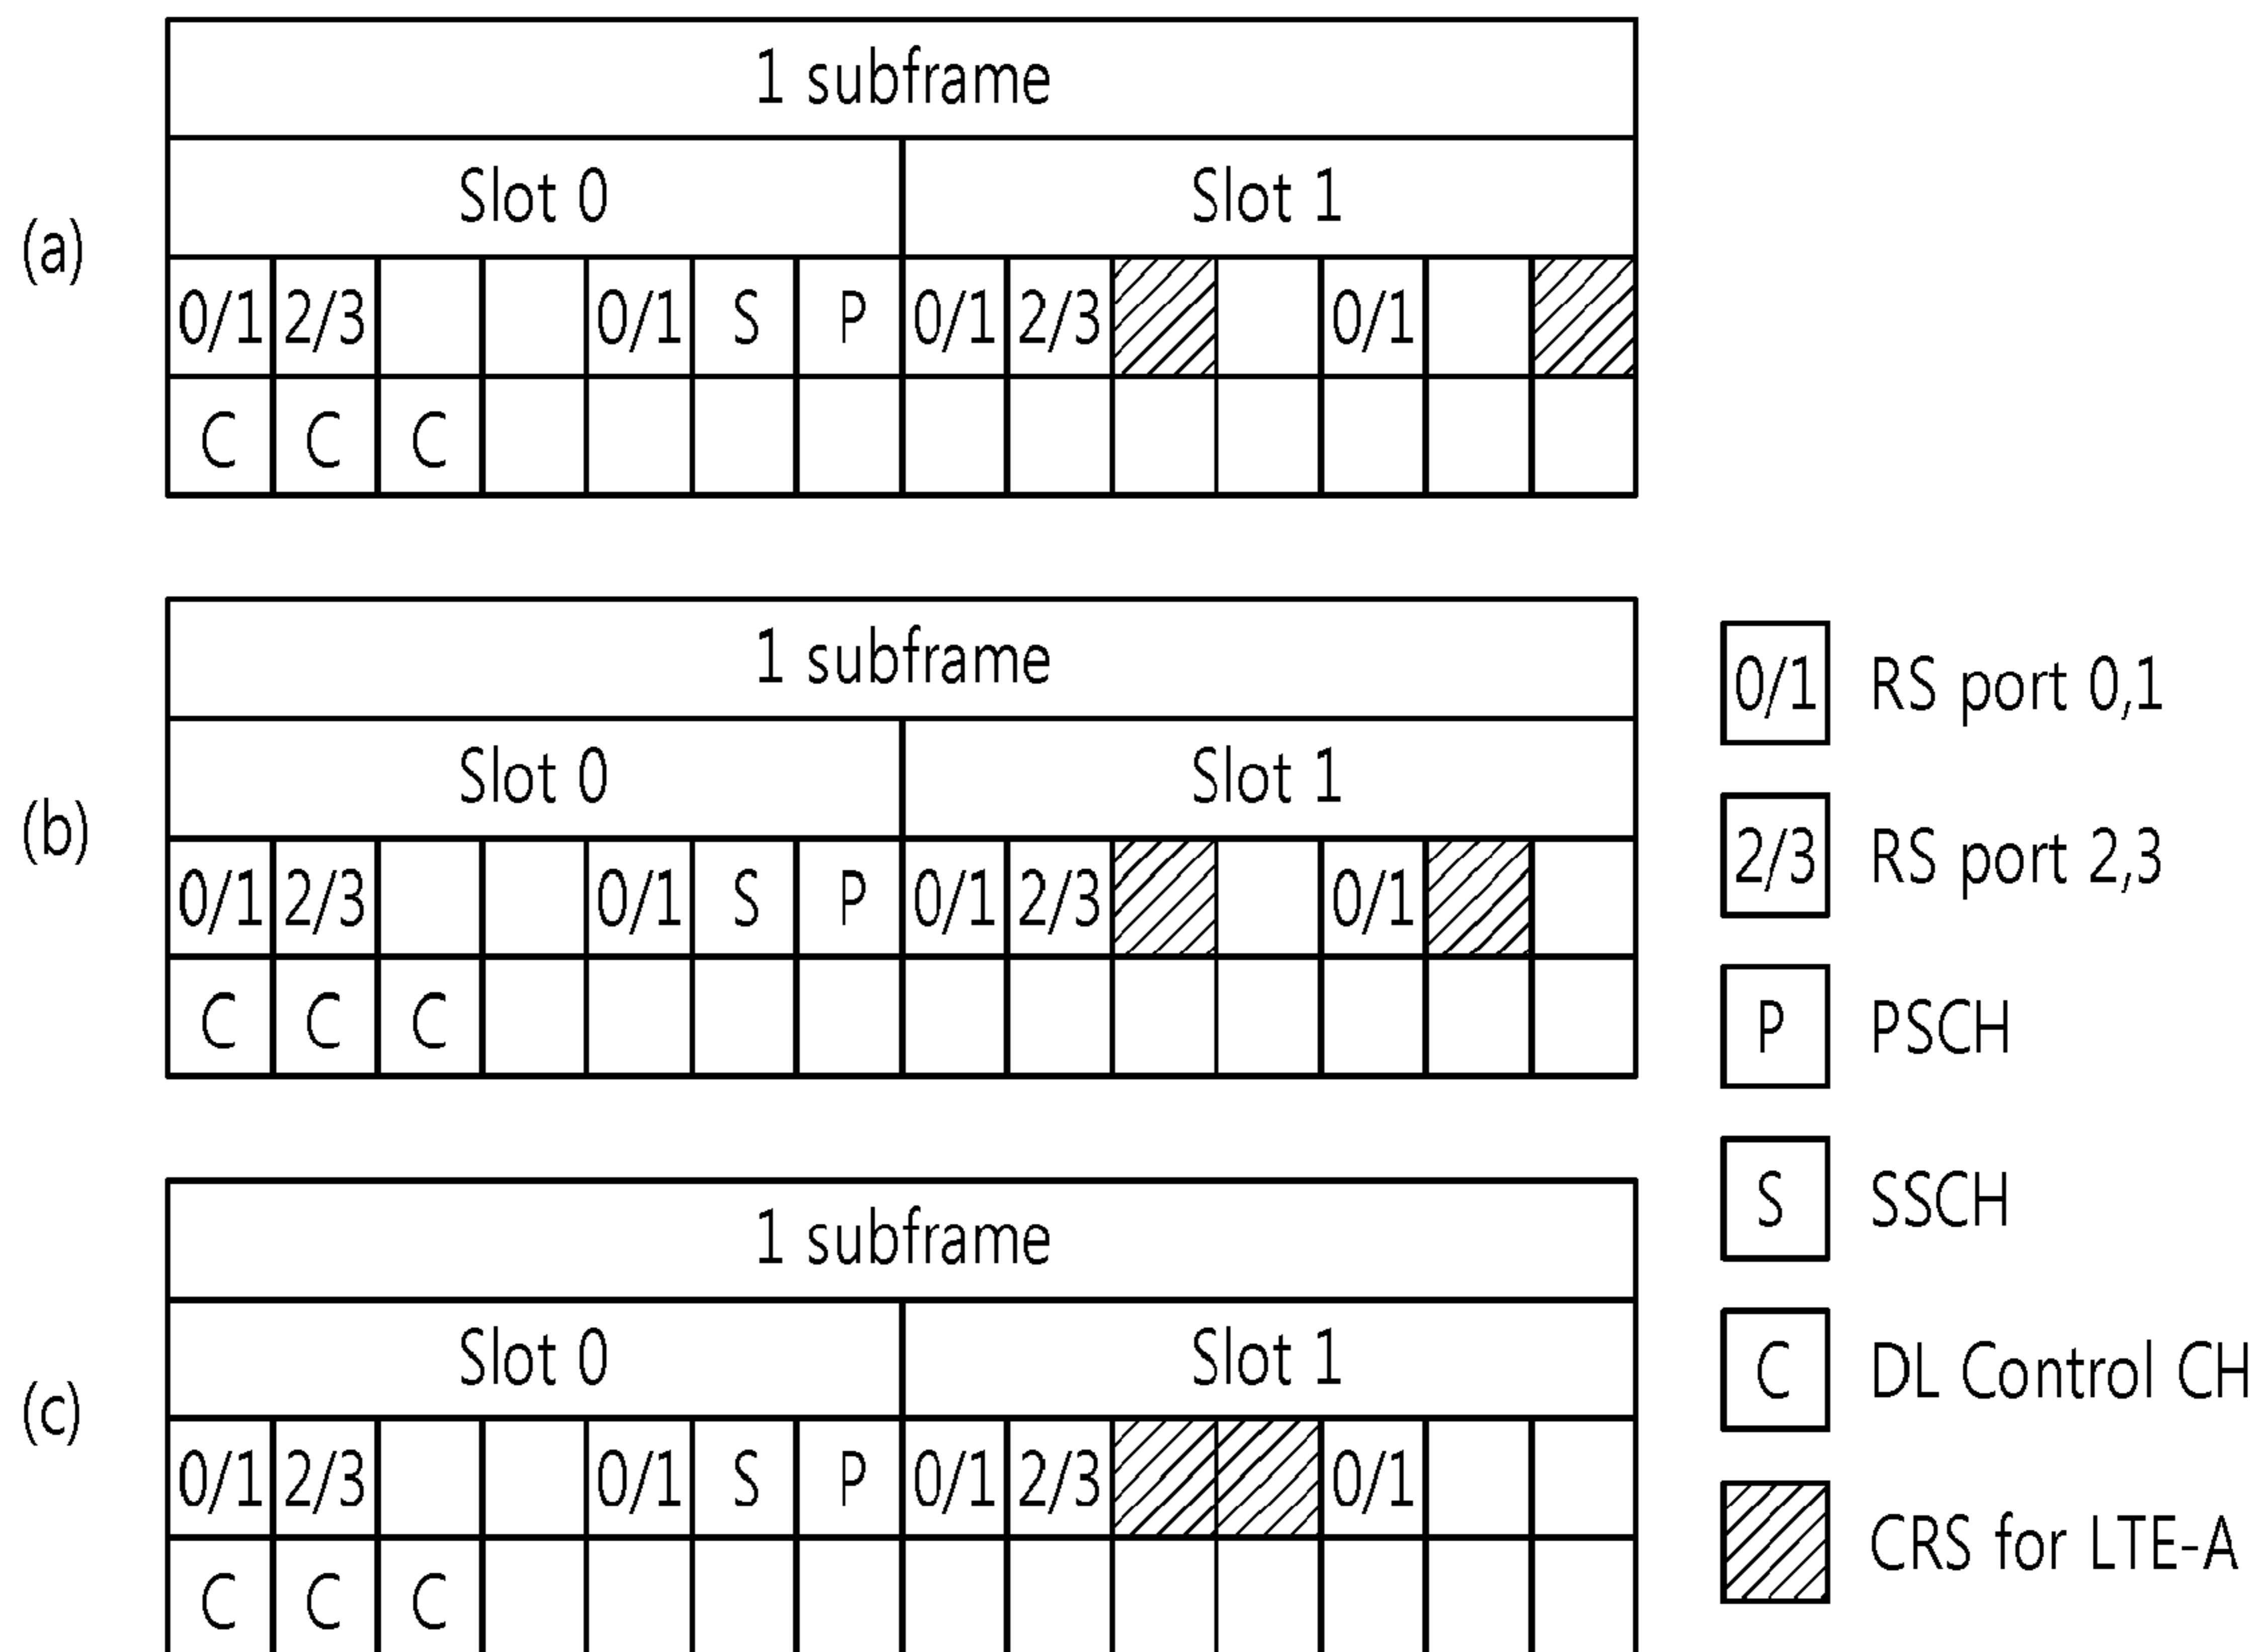 (a)
1 subframe
Slot 0 Slot 1
0/1 2/3 0/1 S P 0/1 2/3 0/1
C C C
(b)
1 subframe
Slot 0 Slot 1
0/1 2/3 0/1 S P 0/1 2/3 0/1
C C C
(c)
1 subframe
Slot 0 Slot 1
0/1 2/3 0/1 S P 0/1 2/3 0/1
C C C
0/1 RS port 0,1
2/3 RS port 2,3
P PSCH
S SSCH
C DL Control CH
CRS for LTE-A